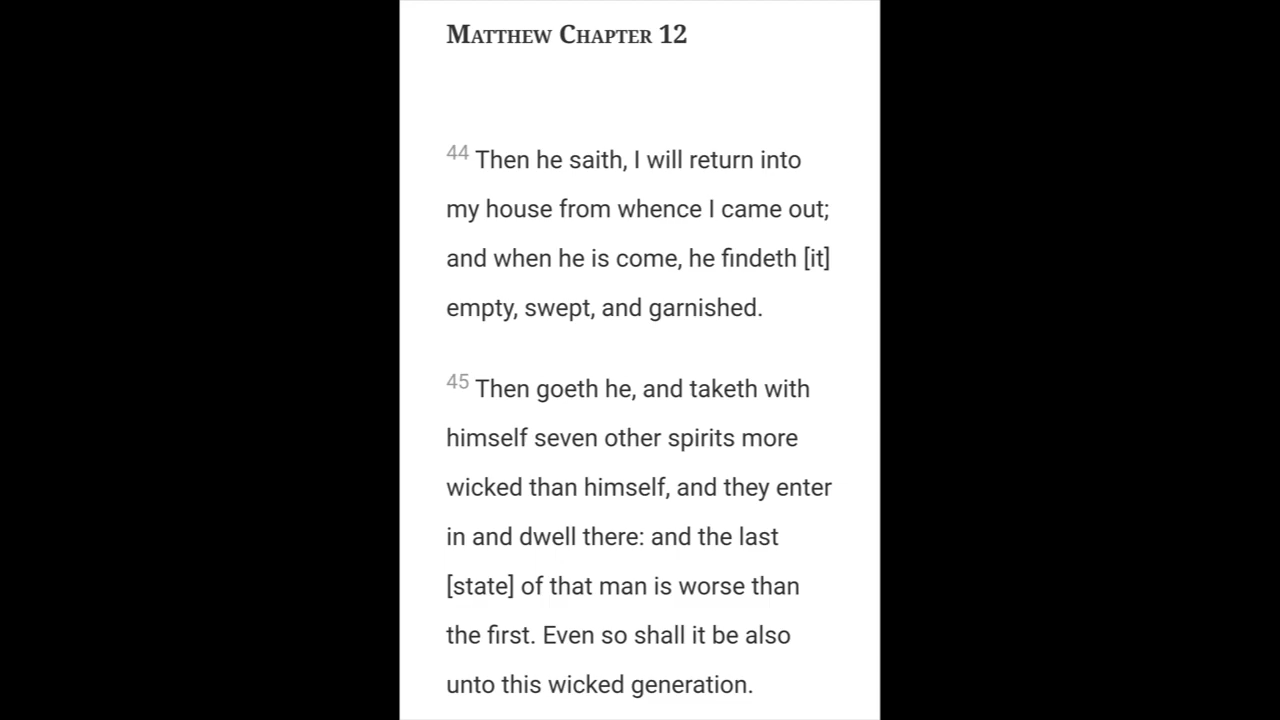 Matthew Chapter 12
44 Then he saith, I will return into
my house from whence I came out;
and when he is come, he findeth [it]
empty, swept, and garnished.
45 Then goeth he, and taketh with
himself seven other spirits more
wicked than himself, and they enter
in and dwell there: and the last
[state] of that man is worse than
the first. Even so shall it be also
unto this wicked generation.